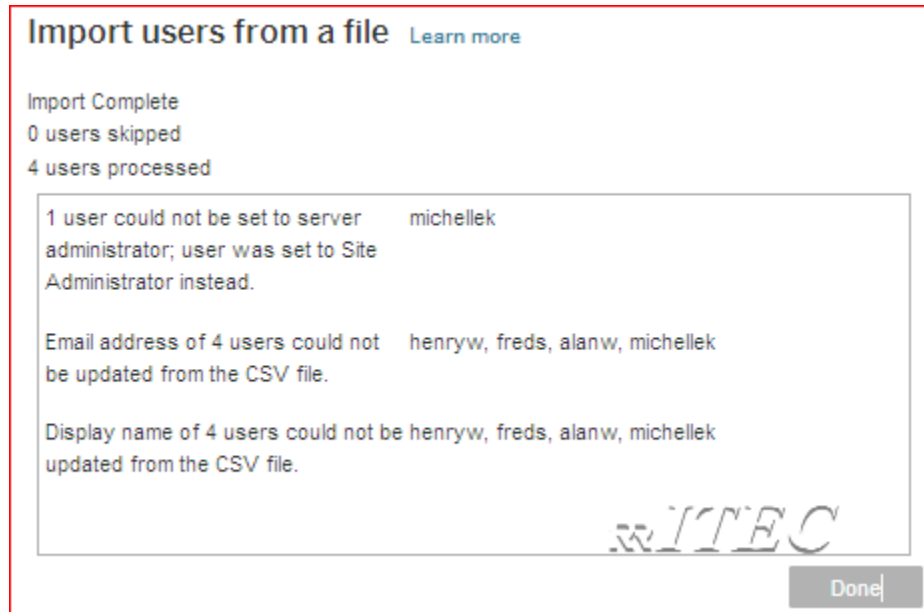 Import users from a file Learn more
Import Complete
0 users skipped
4 users processed
1 user could not be set to server michellek
administrator; user was set to Site
Administrator instead.
Email address of 4 users could not henryw, freds, alanw, michellek
be updated from the CSV file.
Display name of 4 users could not be henryw, freds, alanw, michellek
updated from the CSV file.
rrITEC
Done